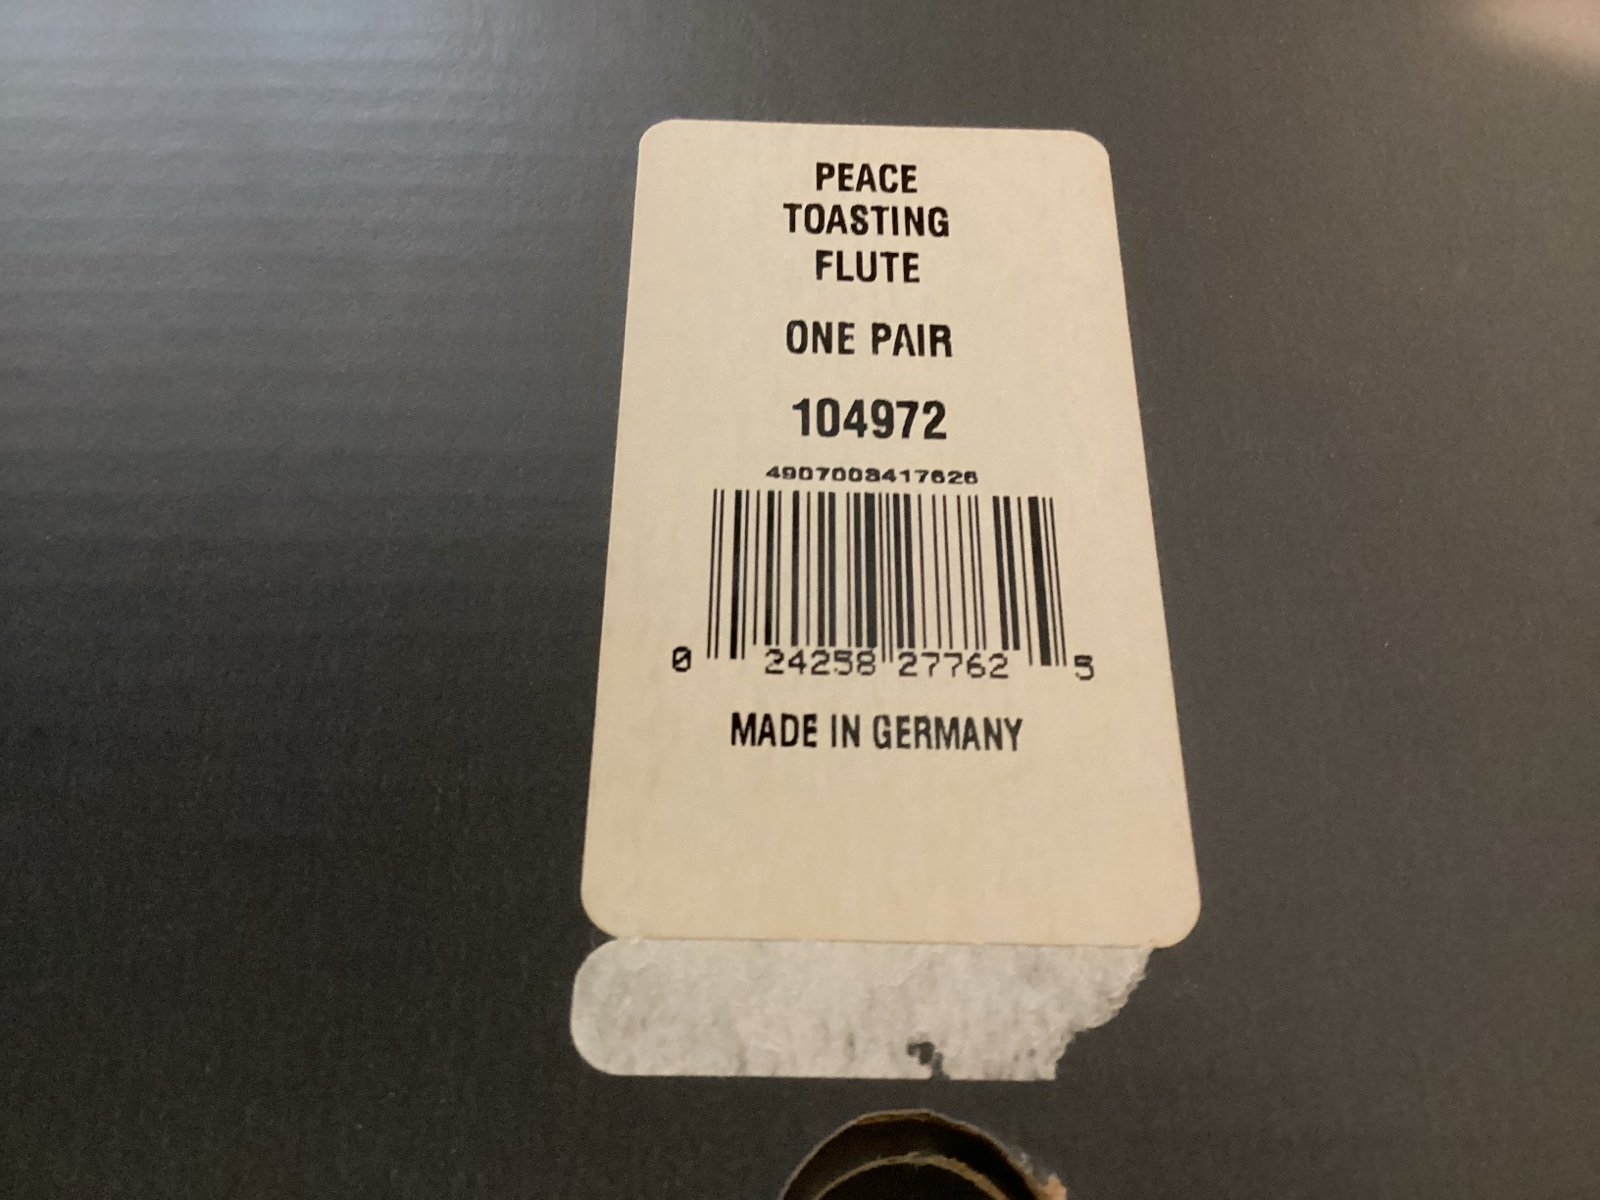 PEACE
TOASTING
FLUTE
ONE PAIR
104972
4907003417626
0 24258 27762 5
MADE IN GERMANY